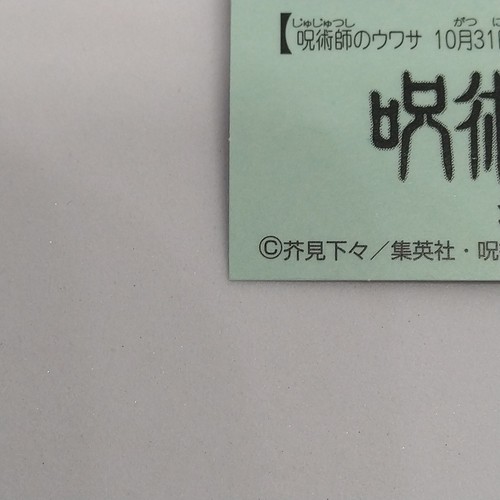 じゅじゅつし がつ
【呪術師のウワサ 10月31
呪術
©芥見下々／集英社・呪